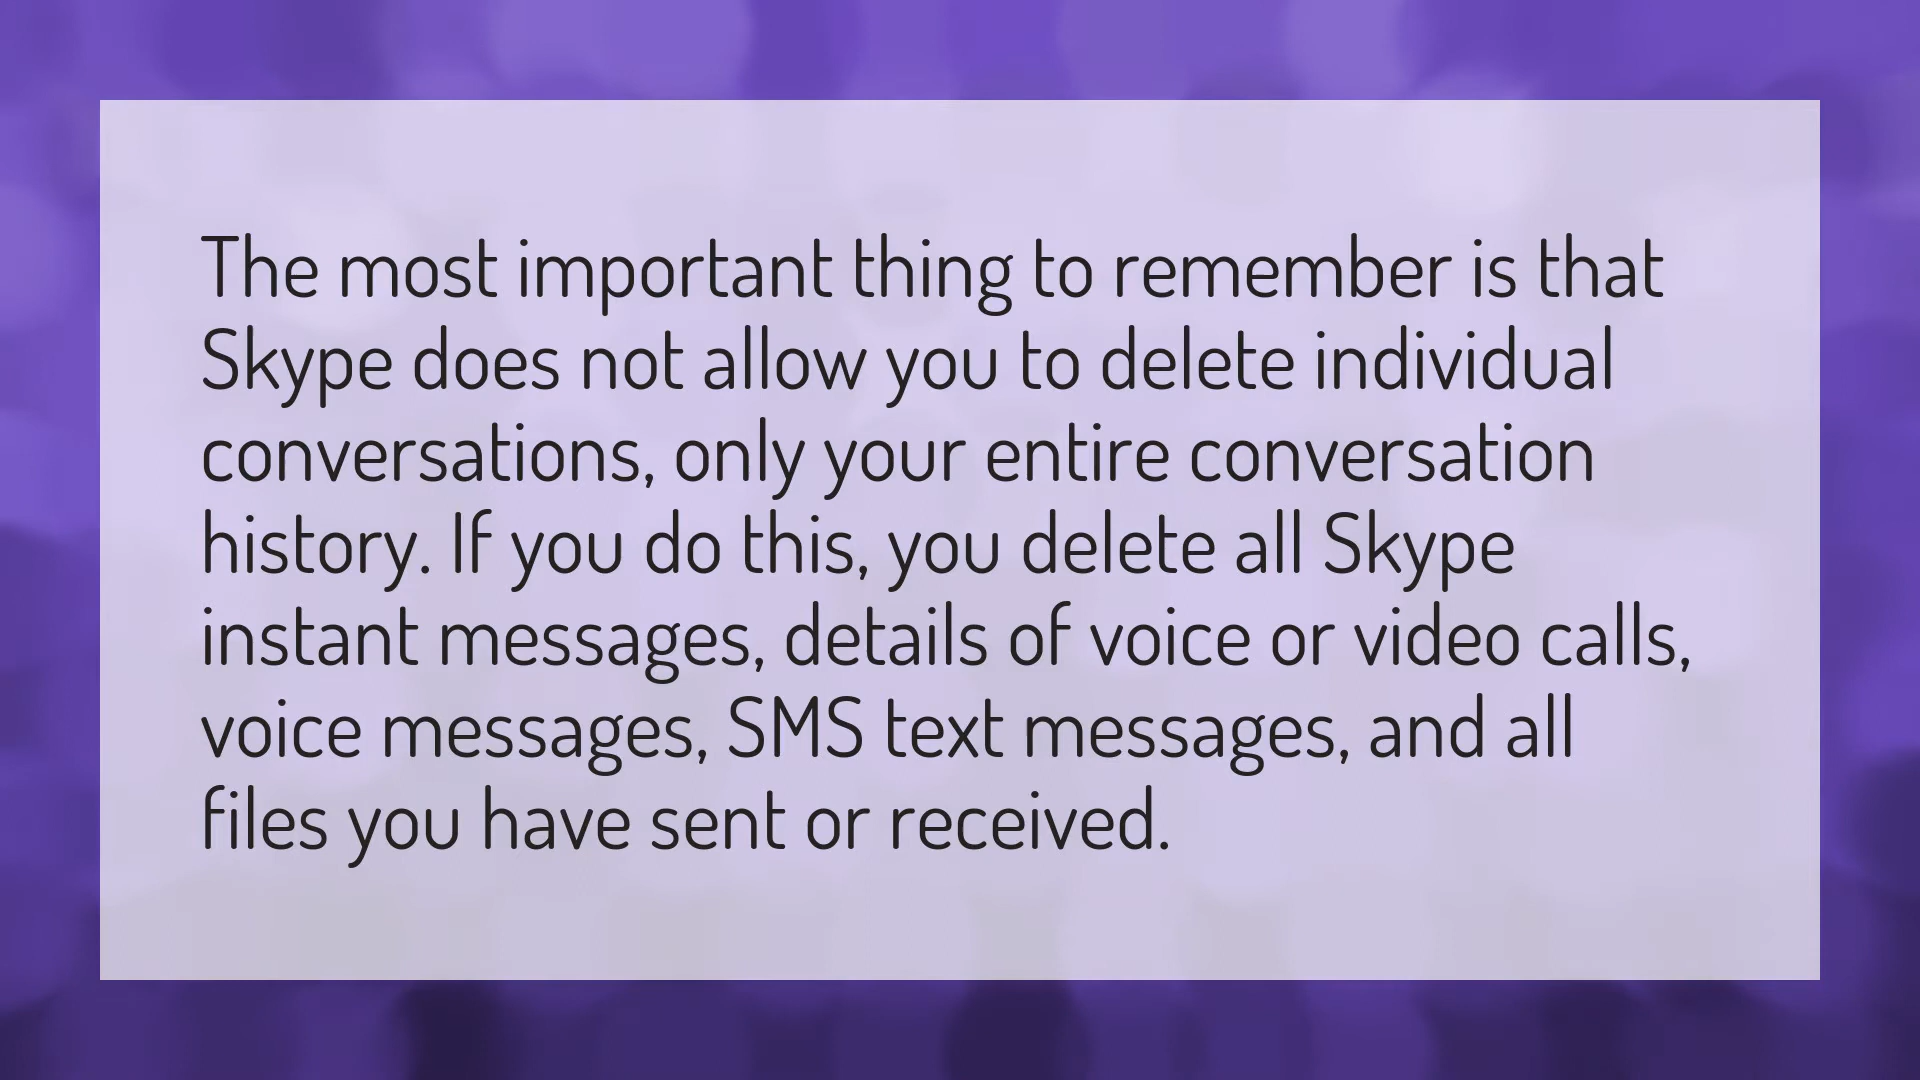 The most important thing to remember is that
Skype does not allow you to delete individual
conversations, only your entire conversation
history. If you do this, you delete all Skype
instant messages, details of voice or video calls,
voice messages, SMS text messages, and all
files you have sent or received.